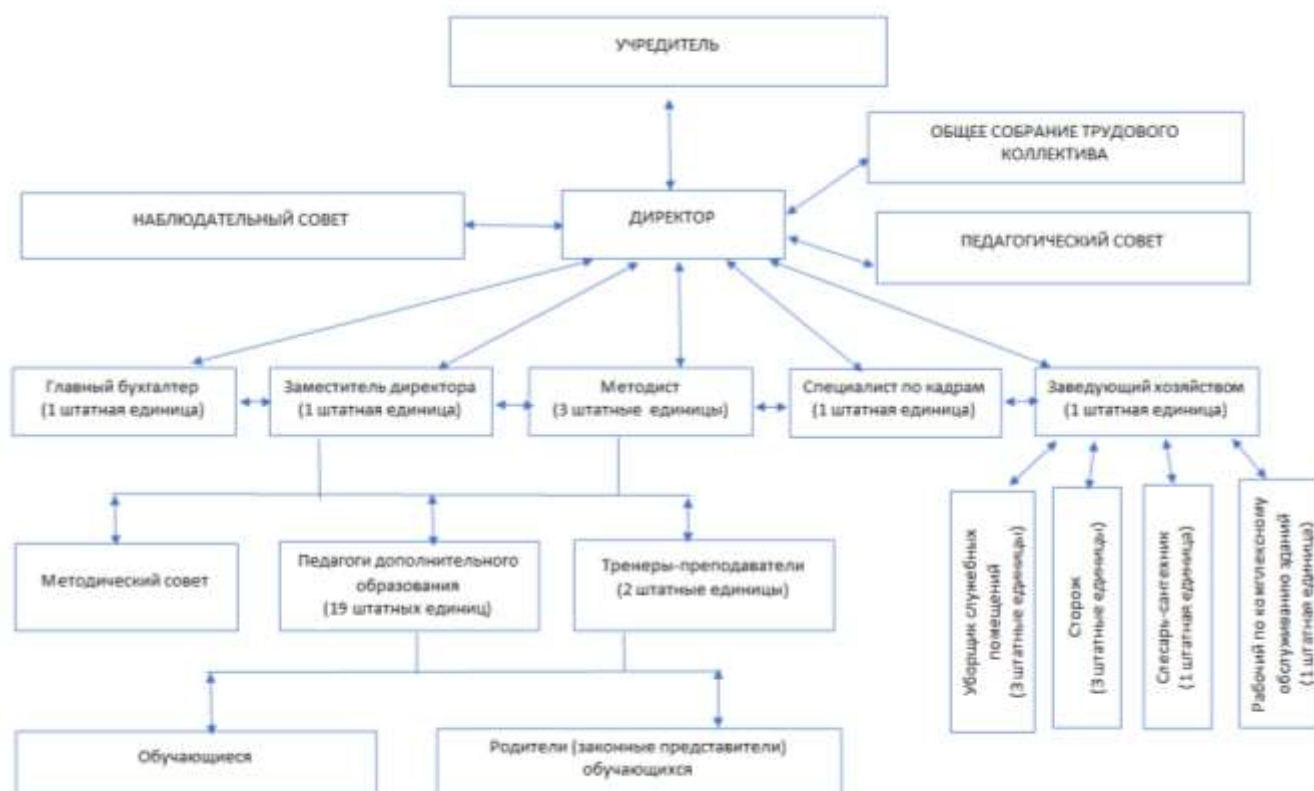 УЧРЕДИТЕЛЬ
ОБЩЕЕ СОБРАНИЕ ТРУДОВОГО
КОЛЛЕКТИВА
НАБЛЮДАТЕЛЬНЫЙ СОВЕТ
ДИРЕКТОР
ПЕДАГОГИЧЕСКИЙ СОВЕТ
Главный бухгалтер
(1 штатная единица)
Заместитель директора
(1 штатная единица)
Методист
(3 штатные единицы)
Специалист по кадрам
(1 штатная единица)
Заведующий хозяйством
(1 штатная единица)
Методический совет
Педагоги дополнительного
образования
(19 штатных единиц)
Тренеры-преподаватели
(2 штатные единицы)
Уборщик служебных
помещений
(3 штатные единицы)
Сторож
(3 штатные единицы)
Слесарь-сантехник
(1 штатная единица)
Рабочий по комплексному
обслуживанию зданий
(1 штатная единица)
Обучающиеся
Родители (законные представители)
обучающихся